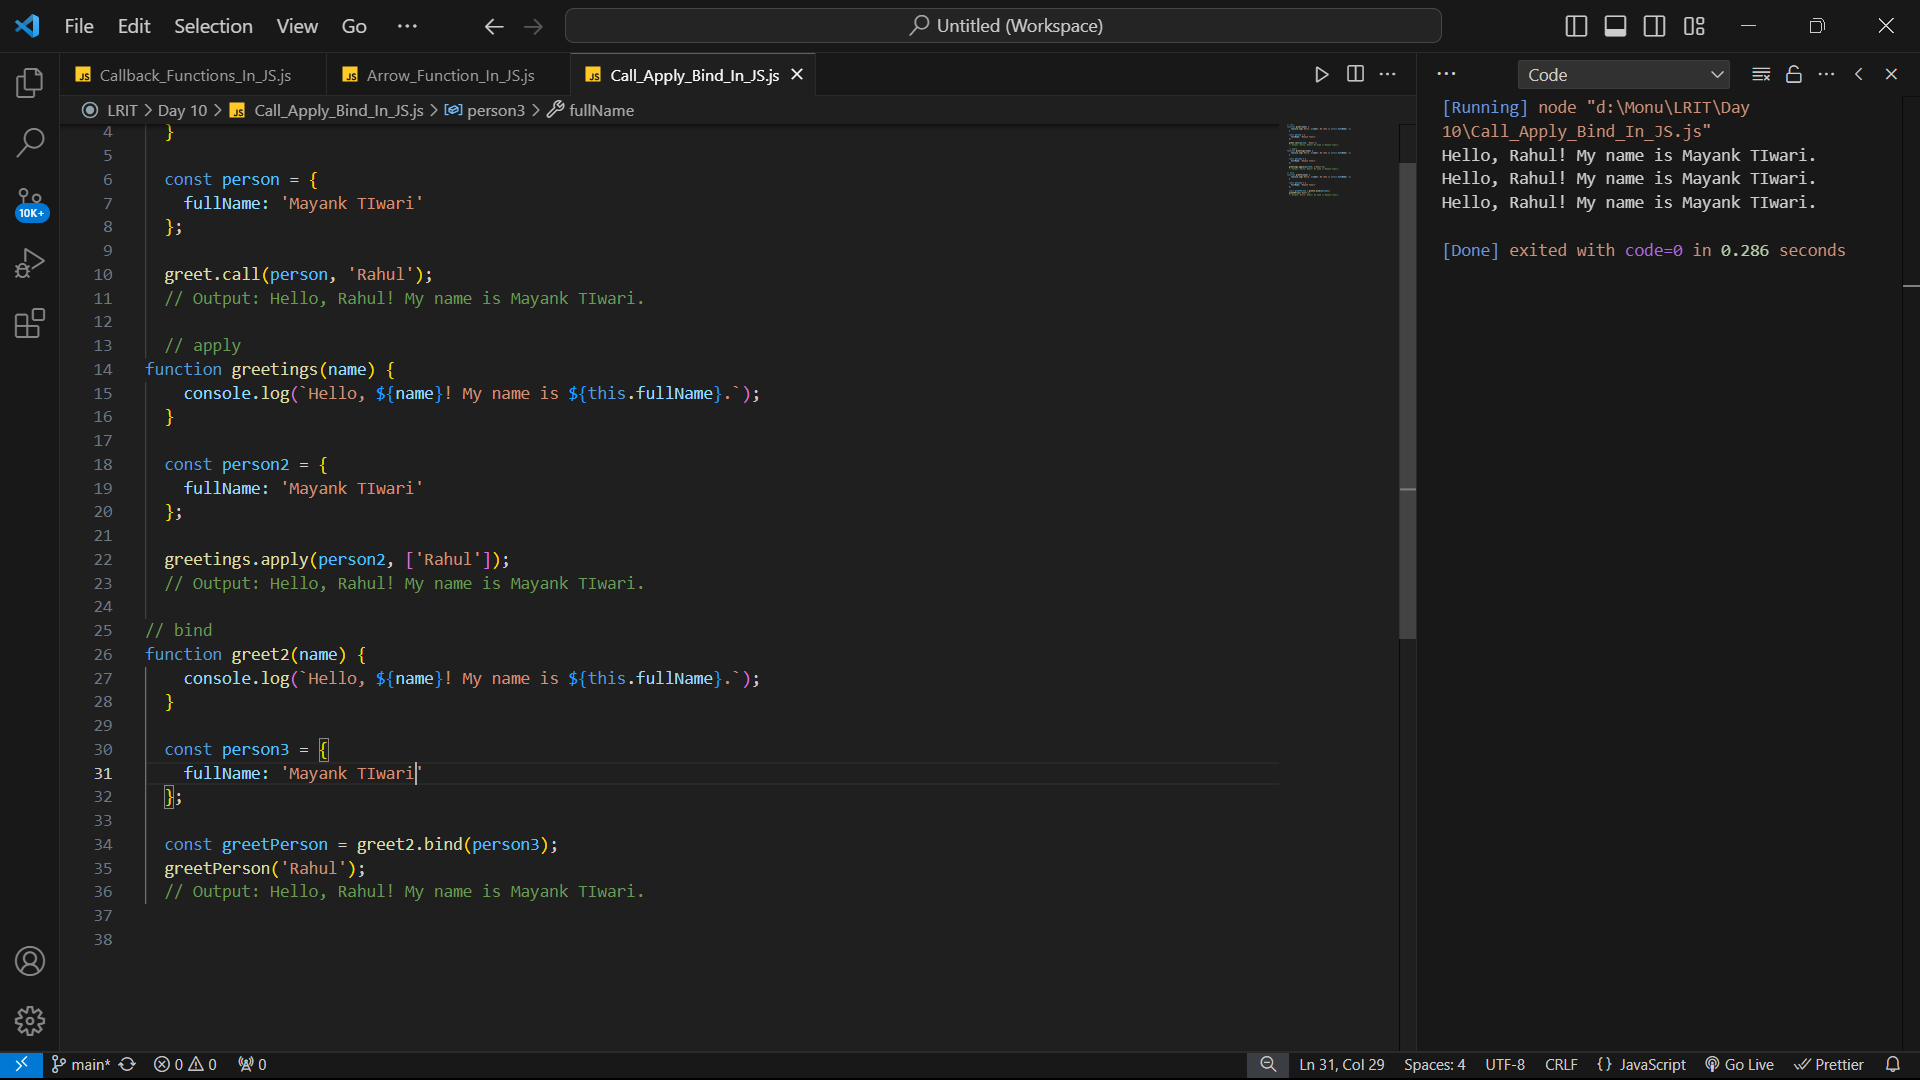 File Edit Selection View Go ··· Untitled (Workspace)
JS Callback_Functions_In_JS.js JS Arrow_Function_In_JS.js JS Call_Apply_Bind_In_JS.js
LRIT > Day 10 > JS Call_Apply_Bind_In_JS.js > person3 > fullName
10K+
4 }
5
6 const person = {
7 fullName: 'Mayank TIwari'
8 };
9
10 greet.call(person, 'Rahul');
11 // Output: Hello, Rahul! My name is Mayank TIwari.
12
13 // apply
14 function greetings(name) {
15 console.log(`Hello, ${name}! My name is ${this.fullName}.`);
16 }
17
18 const person2 = {
19 fullName: 'Mayank TIwari'
20 };
21
22 greetings.apply(person2, ['Rahul']);
23 // Output: Hello, Rahul! My name is Mayank TIwari.
24
25 // bind
26 function greet2(name) {
27 console.log(`Hello, ${name}! My name is ${this.fullName}.`);
28 }
29
30 const person3 = {
31 fullName: 'Mayank TIwari'
32 };
33
34 const greetPerson = greet2.bind(person3);
35 greetPerson('Rahul');
36 // Output: Hello, Rahul! My name is Mayank TIwari.
37
38
Code
[Running] node "d:\Monu\LRIT\Day
10\Call_Apply_Bind_In_JS.js"
Hello, Rahul! My name is Mayank TIwari.
Hello, Rahul! My name is Mayank TIwari.
Hello, Rahul! My name is Mayank TIwari.
[Done] exited with code=0 in 0.286 seconds
main* 0 0 0 Ln 31, Col 29 Spaces: 4 UTF-8 CRLF {} JavaScript Go Live Prettier